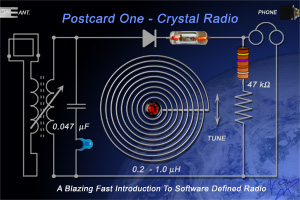 Postcard One - Crystal Radio
ANT.
PHONE
47 kΩ
0.047 µF
TUNE
0.2 - 1.0 µH
A Blazing Fast Introduction To Software Defined Radio